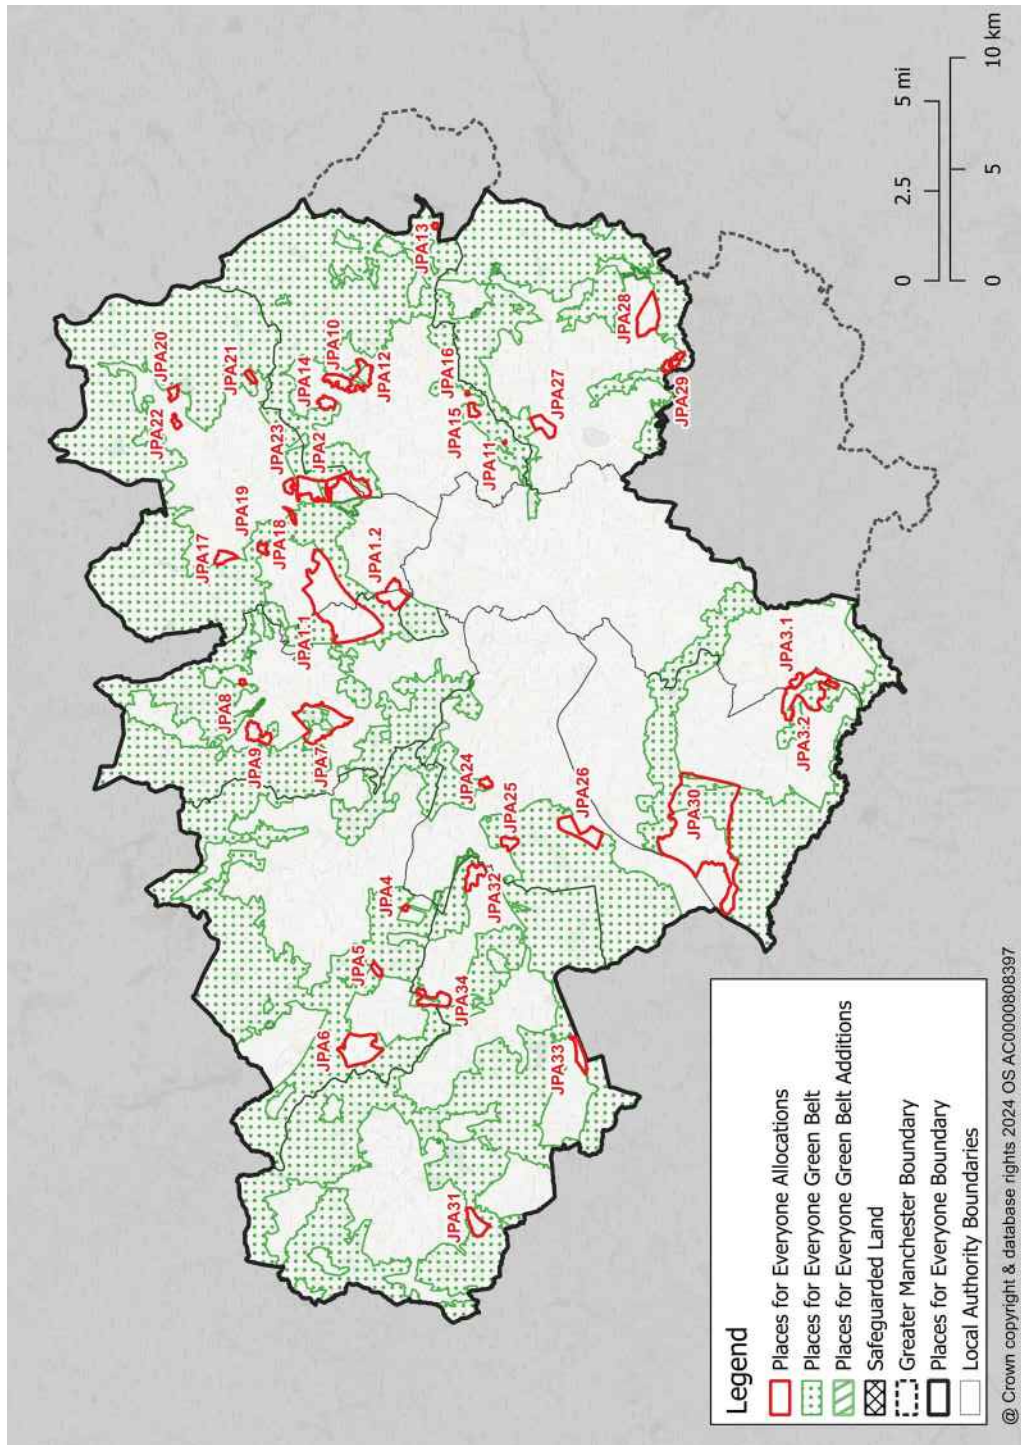 JPA20
JPA22
JPA21
JPA14
JPA10
JPA12
JPA13
JPA23
JPA2
JPA19
JPA18
JPA17
JPA16
JPA15
JPA11
JPA27
JPA28
JPA29
JPA1.2
JPA1.1
JPA8
JPA9
JPA7
JPA24
JPA25
JPA26
JPA4
JPA32
JPA5
JPA34
JPA6
JPA33
JPA31
JPA30
JPA3.1
JPA3.2
0 2.5 5 mi
0 5 10 km
Legend
Places for Everyone Allocations
Places for Everyone Green Belt
Places for Everyone Green Belt Additions
Safeguarded Land
Greater Manchester Boundary
Places for Everyone Boundary
Local Authority Boundaries
@ Crown copyright & database rights 2024 OS AC0000808397